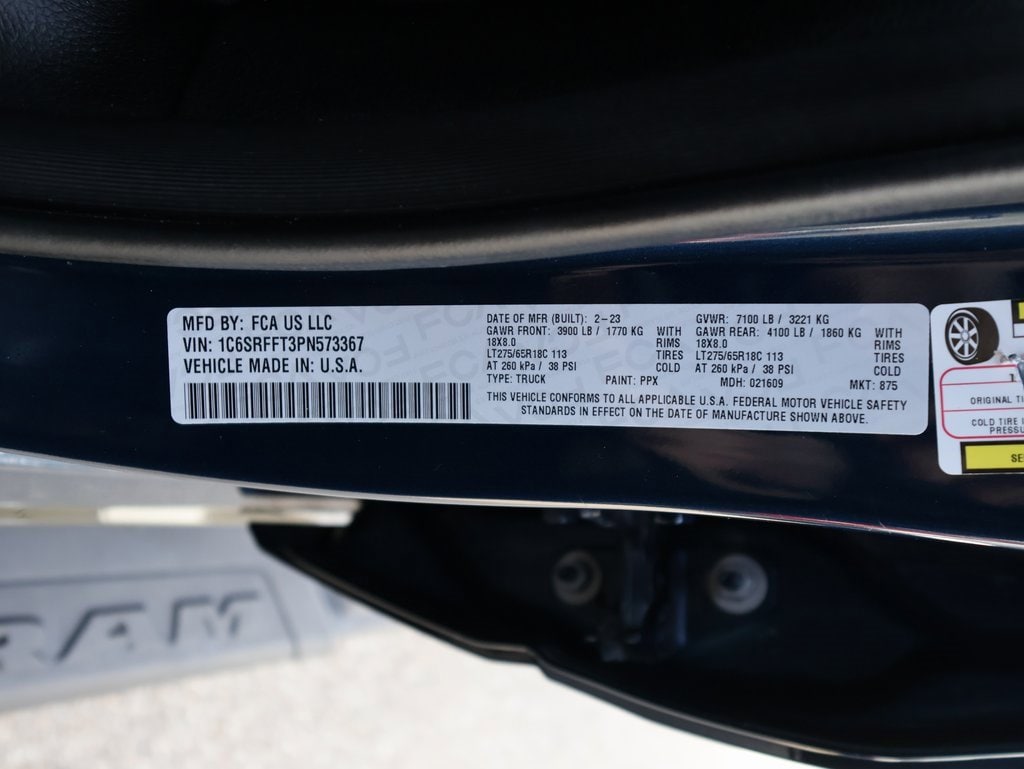 MFD BY: FCA US LLC
VIN: 1C6SRFFT3PN573367
VEHICLE MADE IN: U.S.A.
DATE OF MFR (BUILT): 2-23 GVWR: 7100 LB / 3221 KG
GAWR FRONT: 3900 LB / 1770 KG WITH GAWR REAR: 4100 LB / 1860 KG WITH
18X8.0 RIMS 18X8.0 RIMS
LT275/65R18C 113 TIRES LT275/65R18C 113 TIRES
AT 260 kPa / 38 PSI COLD AT 260 kPa / 38 PSI COLD
TYPE: TRUCK PAINT: PPX MDH: 021609 MKT: 875
THIS VEHICLE CONFORMS TO ALL APPLICABLE U.S.A. FEDERAL MOTOR VEHICLE SAFETY
STANDARDS IN EFFECT ON THE DATE OF MANUFACTURE SHOWN ABOVE.
ORIGINAL
COLD TIRE
RAM